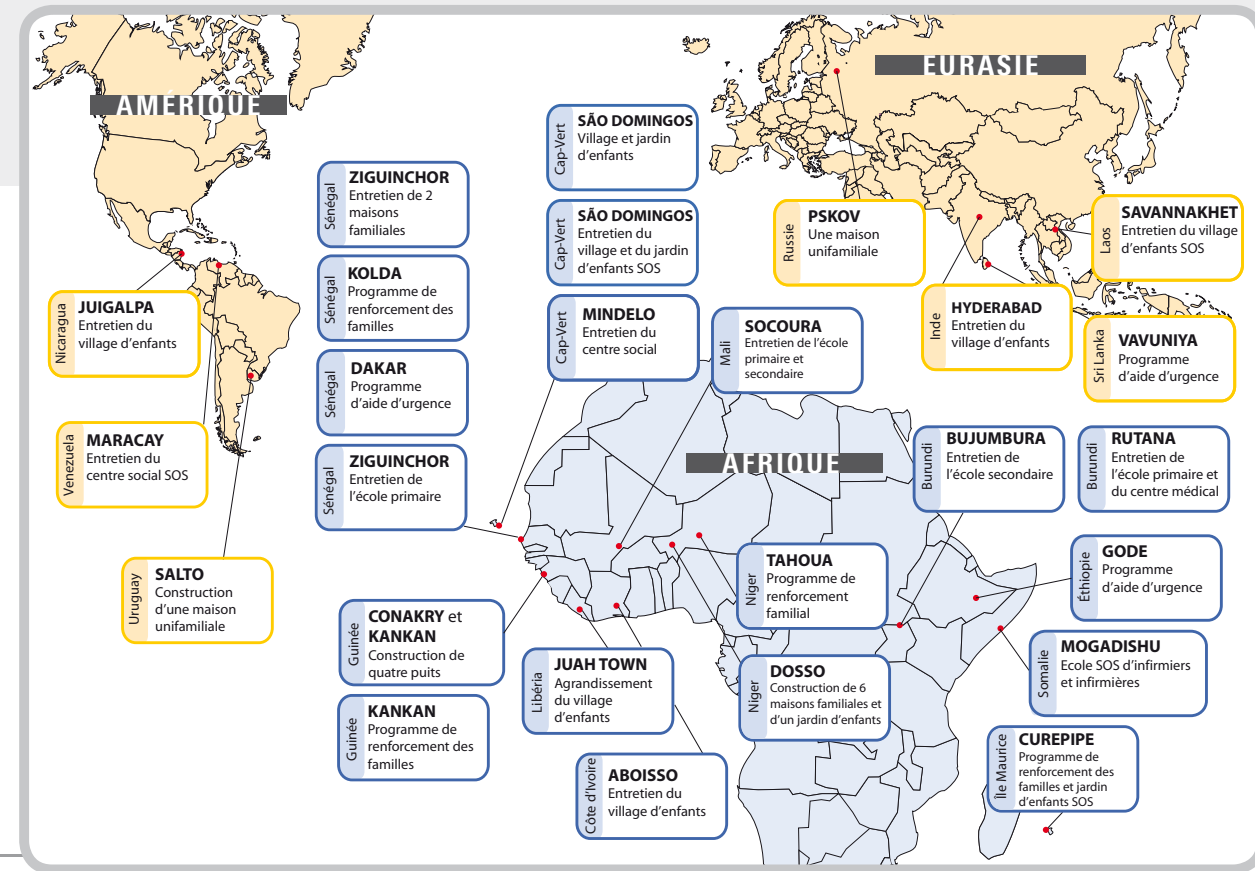 AMÉRIQUE
EURASIE
AFRIQUE
Nicaragua
JUIGALPA
Entretien du
village d'enfants
Venezuela
MARACAY
Entretien du
centre social SOS
Uruguay
SALTO
Construction
d'une maison
unifamiliale
Sénégal
ZIGUINCHOR
Entretien de 2
maisons
familiales
Sénégal
KOLDA
Programme de
renforcement des
familles
Sénégal
DAKAR
Programme
d'aide d'urgence
Sénégal
ZIGUINCHOR
Entretien de
l'école primaire
Guinée
CONAKRY et
KANKAN
Construction de
quatre puits
Guinée
KANKAN
Programme de
renforcement des
familles
Cap-Vert
SÃO DOMINGOS
Village et jardin
d'enfants
Cap-Vert
SÃO DOMINGOS
Entretien du
village et du jardin
d'enfants SOS
Cap-Vert
MINDELO
Entretien du
centre social
Mali
SOCOURA
Entretien de l'école
primaire et
secondaire
Libéria
JUAH TOWN
Agrandissement
du village
d'enfants
Côte d'Ivoire
ABOISSO
Entretien du
village d'enfants
Niger
TAHOUA
Programme de
renforcement
familial
Niger
DOSSO
Construction de 6
maisons familiales et
d'un jardin d'enfants
Russie
PSKOV
Une maison
unifamiliale
Inde
HYDERABAD
Entretien du
village d'enfants
Laos
SAVANNAKHET
Entretien du village
d'enfants SOS
Sri Lanka
VAVUNIYA
Programme
d'aide d'urgence
Burundi
BUJUMBURA
Entretien de
l'école secondaire
Burundi
RUTANA
Entretien de
l'école primaire et
du centre médical
Éthiopie
GODE
Programme
d'aide d'urgence
Somalie
MOGADISHU
Ecole SOS d'infirmiers
et infirmières
Île Maurice
CUREPIPE
Programme de
renforcement des
familles et jardin
d'enfants SOS